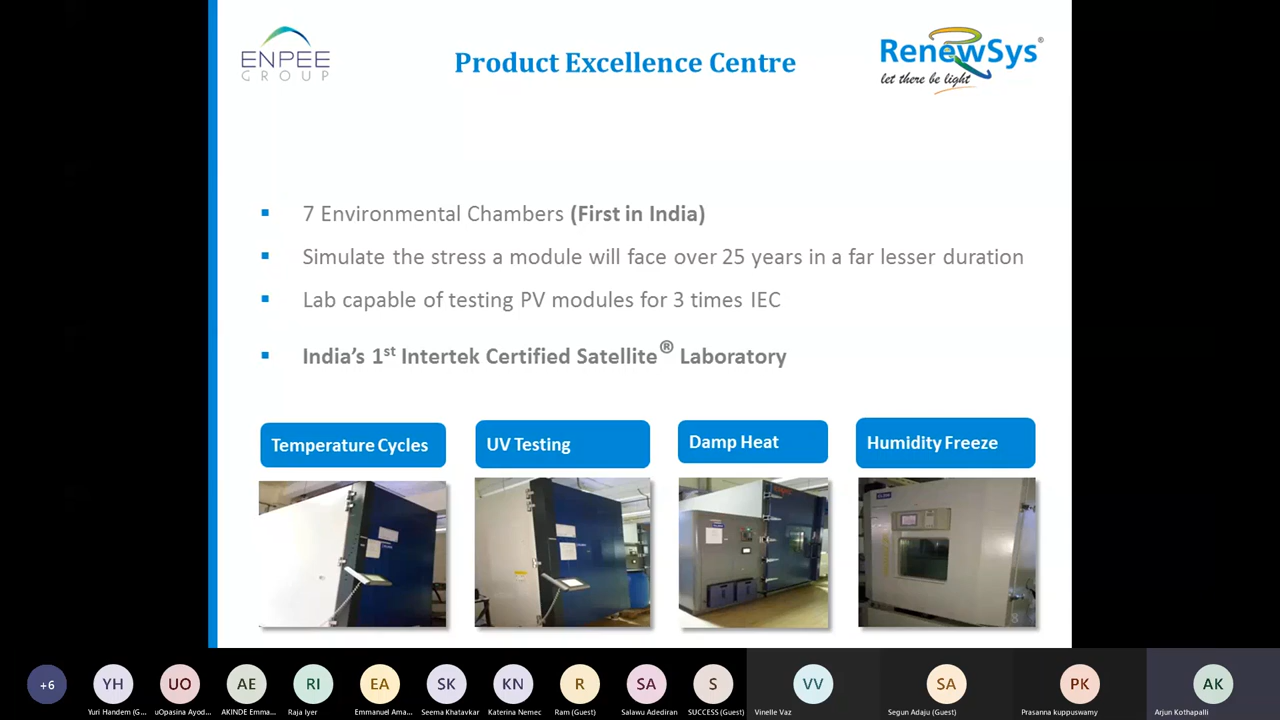 ENPEE
GROUP
Product Excellence Centre
RenewSys®
let there be light
7 Environmental Chambers (First in India)
Simulate the stress a module will face over 25 years in a far lesser duration
Lab capable of testing PV modules for 3 times IEC
India's 1st Intertek Certified Satellite® Laboratory
Temperature Cycles
UV Testing
Damp Heat
Humidity Freeze
8
+6
YH
UO
AE
RI
EA
SK
KN
R
SA
S
VV
SA
PK
AK
Yuri Handem (G...
uOpasina Ayod...
AKINDE Emma...
Raja Iyer
Emmanuel Ama...
Seema Khatavkar
Katerina Nemec
Ram (Guest)
Salawu Adediran
SUCCESS (Guest)
Vinelle Vaz
Segun Adaju (Guest)
Prasanna kuppuswamy
Arjun Kothapalli